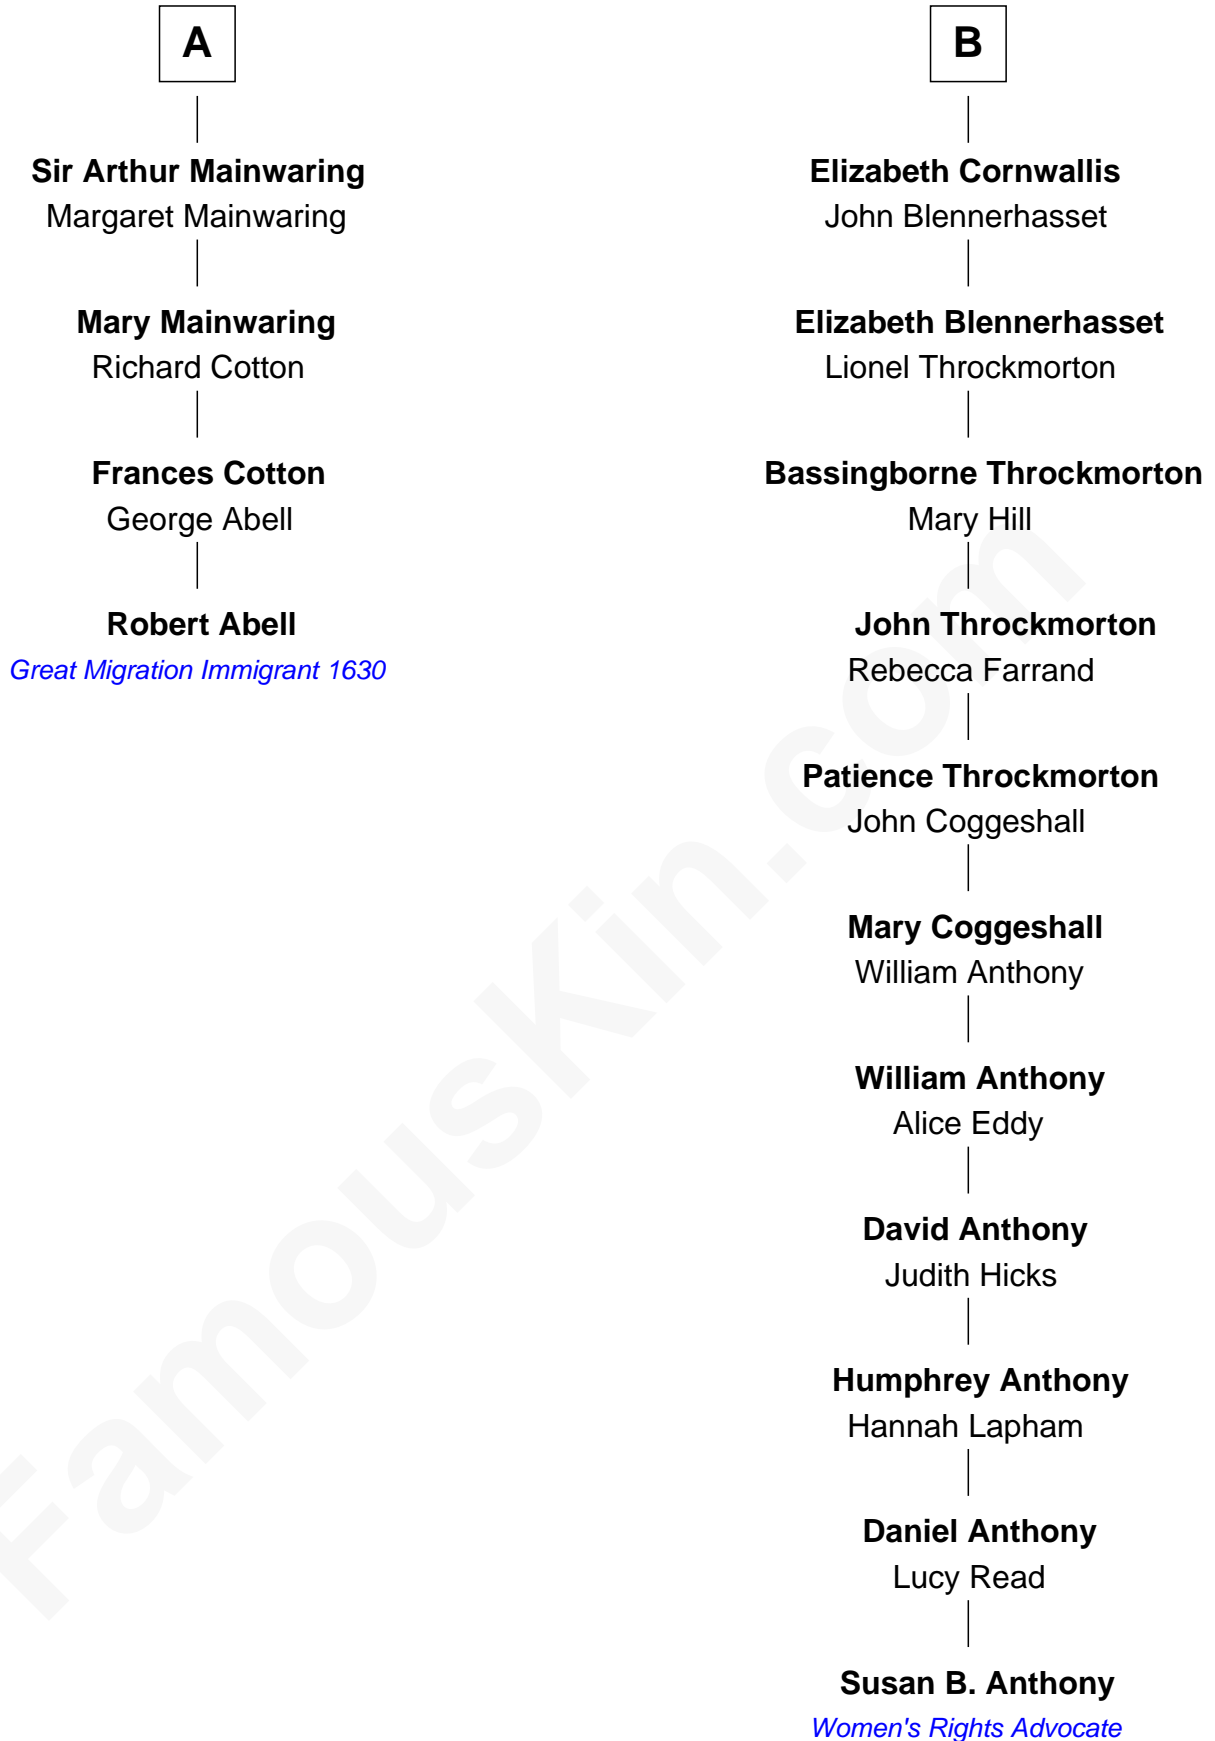 A
Sir Arthur Mainwaring
Margaret Mainwaring
Mary Mainwaring
Richard Cotton
Frances Cotton
George Abell
Robert Abell
Great Migration Immigrant 1630
B
Elizabeth Cornwallis
John Blennerhasset
Elizabeth Blennerhasset
Lionel Throckmorton
Bassingborne Throckmorton
Mary Hill
John Throckmorton
Rebecca Farrand
Patience Throckmorton
John Coggeshall
Mary Coggeshall
William Anthony
William Anthony
Alice Eddy
David Anthony
Judith Hicks
Humphrey Anthony
Hannah Lapham
Daniel Anthony
Lucy Read
Susan B. Anthony
Women's Rights Advocate
FamousKin.com